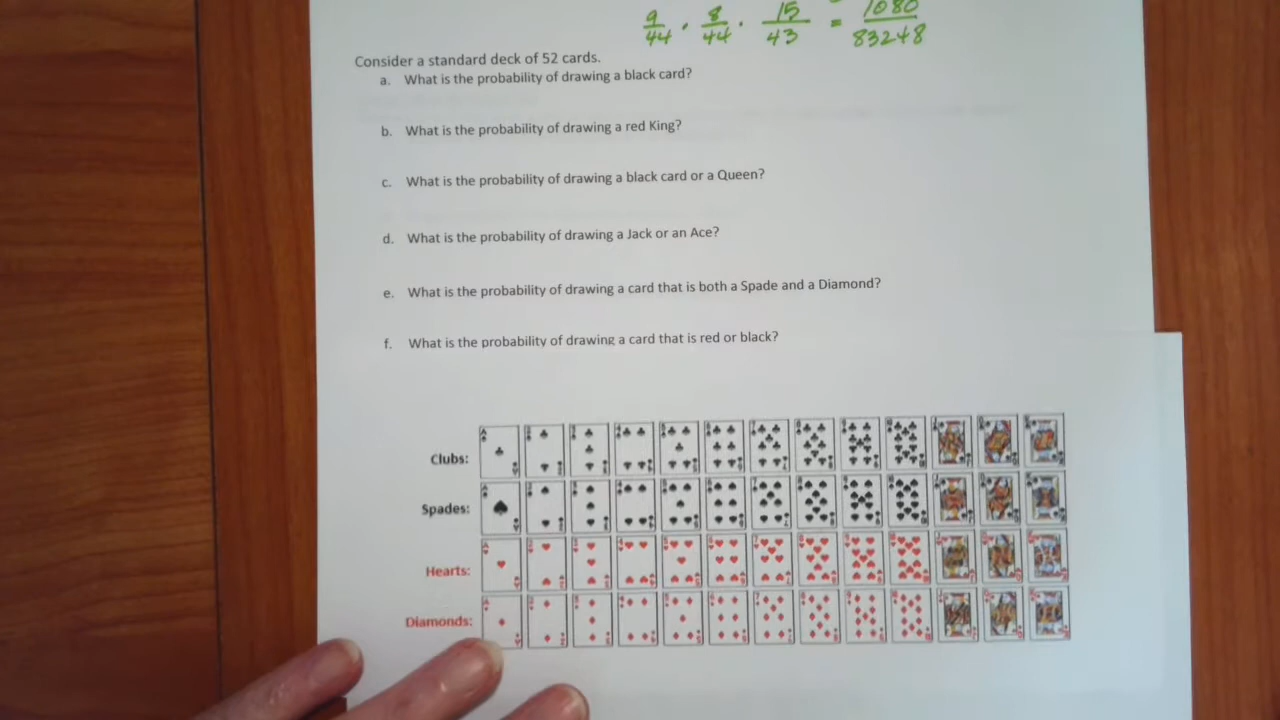 9/44 · 8/44 · 15/43 = 1080/83248
Consider a standard deck of 52 cards.
a. What is the probability of drawing a black card?
b. What is the probability of drawing a red King?
c. What is the probability of drawing a black card or a Queen?
d. What is the probability of drawing a Jack or an Ace?
e. What is the probability of drawing a card that is both a Spade and a Diamond?
f. What is the probability of drawing a card that is red or black?
Clubs:
Spades:
Hearts:
Diamonds: